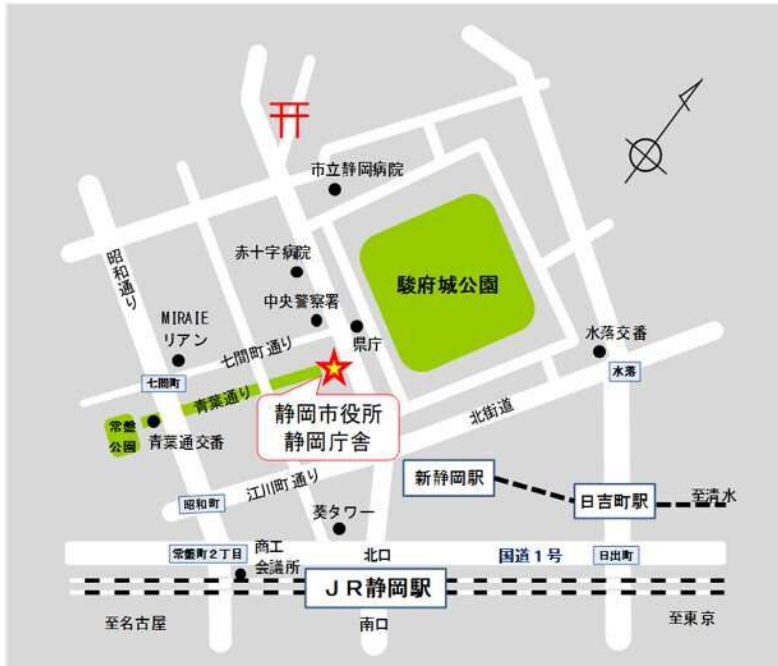 市立静岡病院
昭和通り
赤十字病院
駿府城公園
中央警察署
MIRAIE
リアン
県庁
水落交番
七間町通り
七間町
水落
青葉通り
静岡市役所
静岡庁舎
北街道
常盤
公園
青葉通交番
江川町通り
新静岡駅
昭和町
日吉町駅
至清水
葵タワー
常盤町2丁目
商工
会議所
北口
国道1号
日出町
JR静岡駅
至名古屋
南口
至東京